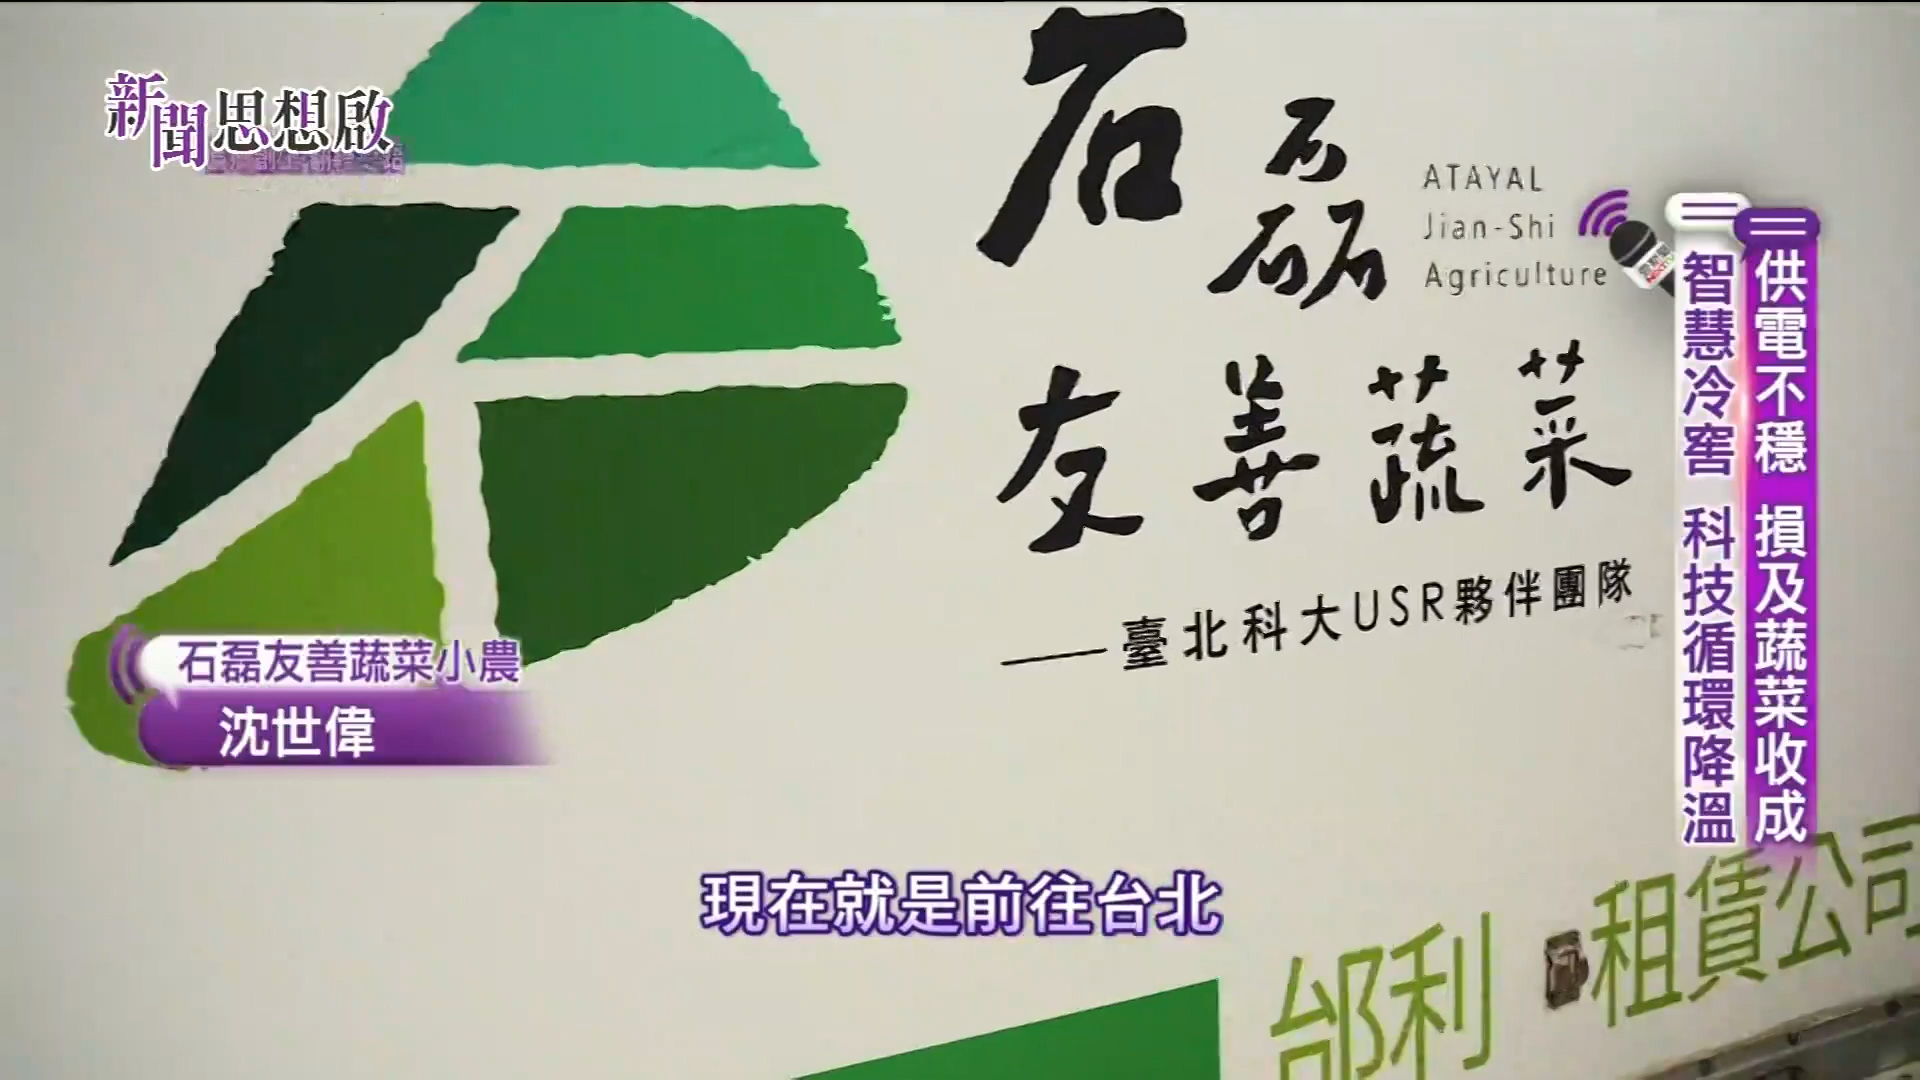 新聞思想啟
石磊
ATAYAL
Jian-Shi
Agriculture
友善蔬菜
臺北科大USR夥伴團隊
供電不穩 損及蔬菜收成
智慧冷窖 科技循環降溫
石磊友善蔬菜小農
沈世偉
現在就是前往台北
邰利 租賃公司